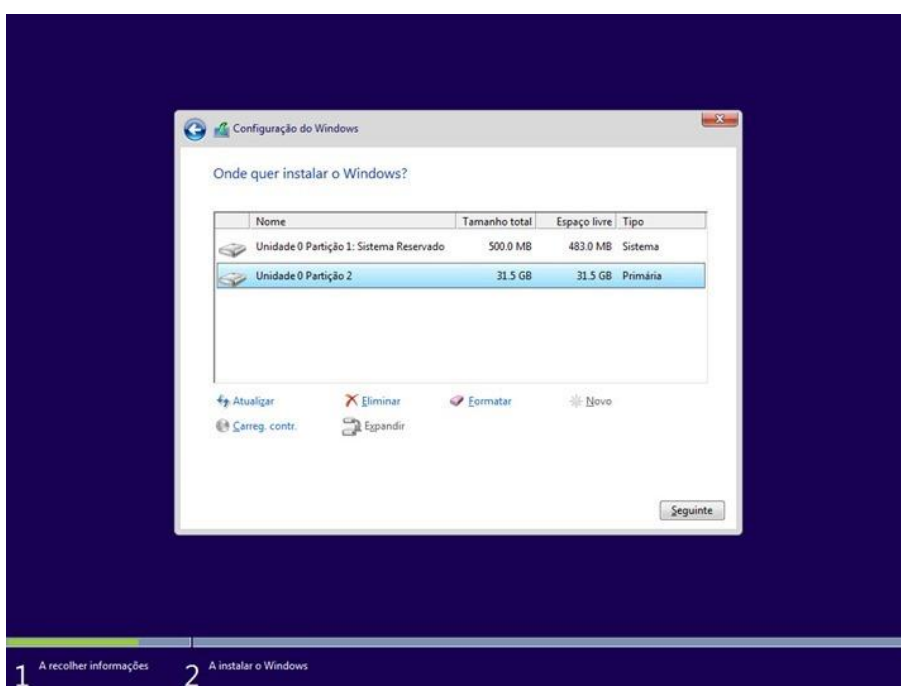 Configuração do Windows
Onde quer instalar o Windows?
Nome Tamanho total Espaço livre Tipo
Unidade 0 Partição 1: Sistema Reservado 500.0 MB 483.0 MB Sistema
Unidade 0 Partição 2 31.5 GB 31.5 GB Primária
Atualizar Eliminar Formatar Novo
Carreg. contr. Expandir
Seguinte
1 A recolher informações 2 A instalar o Windows